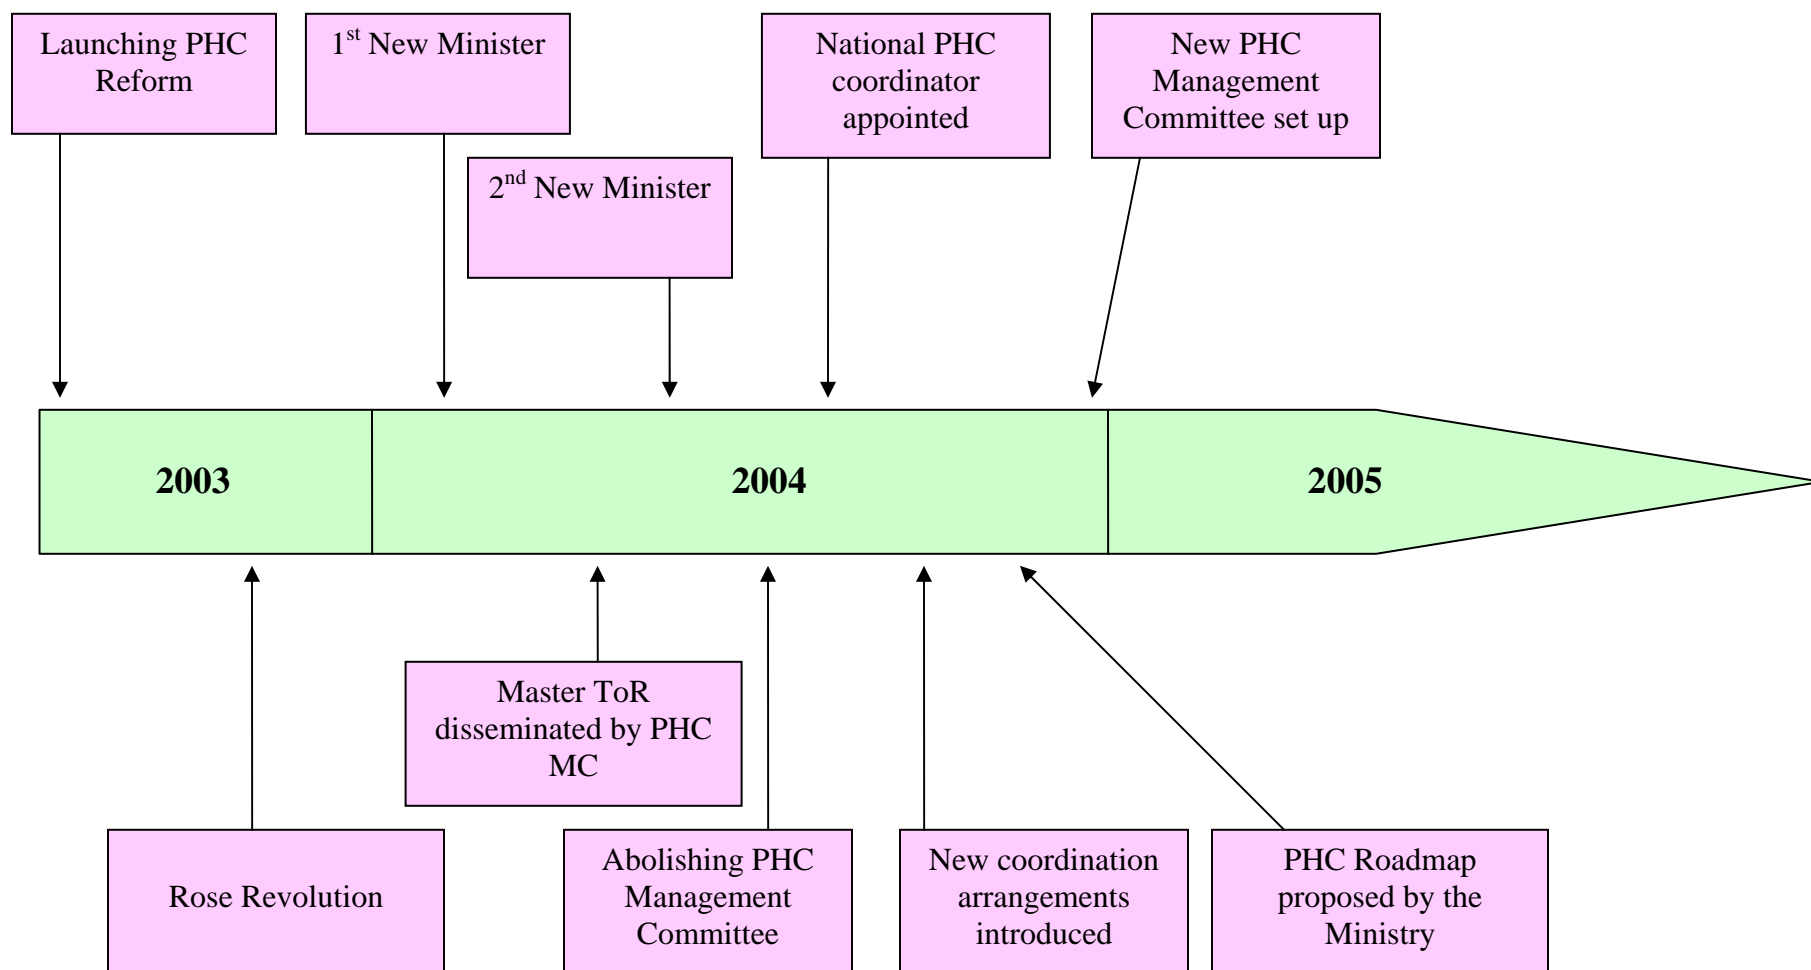 Launching PHC
Reform
1st New Minister
National PHC
coordinator
appointed
New PHC
Management
Committee set up
2nd New Minister
2003
2004
2005
Master ToR
disseminated by PHC
MC
Rose Revolution
Abolishing PHC
Management
Committee
New coordination
arrangements
introduced
PHC Roadmap
proposed by the
Ministry